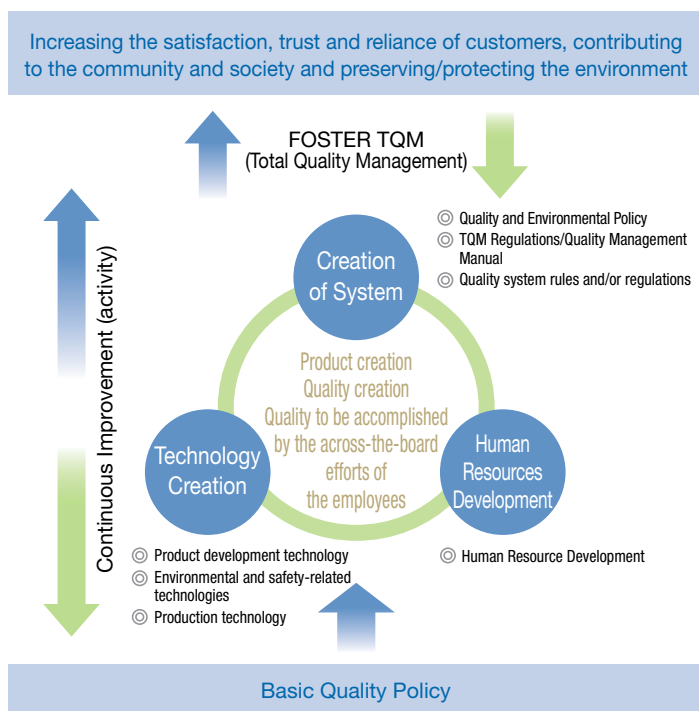 Increasing the satisfaction, trust and reliance of customers, contributing
to the community and society and preserving/protecting the environment
FOSTER TQM
(Total Quality Management)
Continuous Improvement (activity)
◎ Quality and Environmental Policy
◎ TQM Regulations/Quality Management
Manual
◎ Quality system rules and/or regulations
Creation
of System
Product creation
Quality creation
Quality to be accomplished
by the across-the-board
efforts of
the employees
Technology
Creation
Human
Resources
Development
◎ Product development technology
◎ Environmental and safety-related
technologies
◎ Production technology
◎ Human Resource Development
Basic Quality Policy